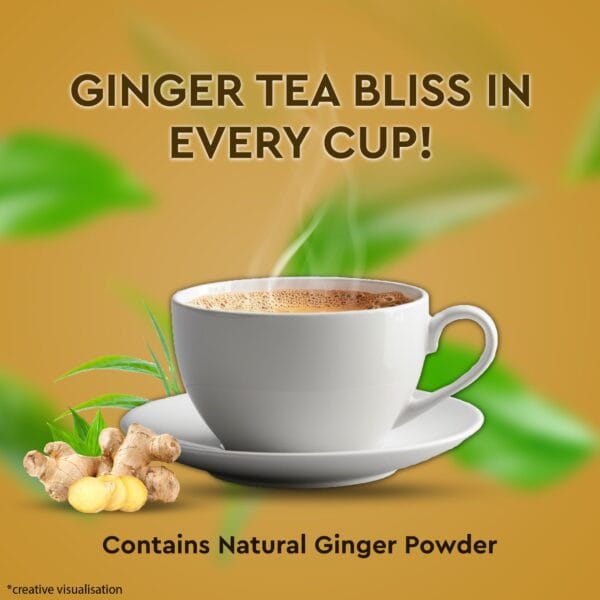 GINGER TEA BLISS IN
EVERY CUP!
Contains Natural Ginger Powder
*creative visualisation